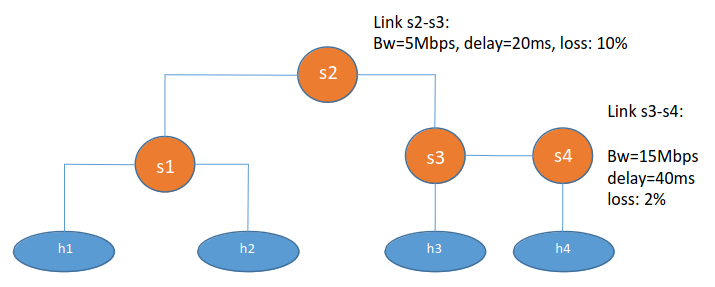 Link s2-s3:
Bw=5Mbps, delay=20ms, loss: 10%
s2
Link s3-s4:
s1
s3
s4
Bw=15Mbps
delay=40ms
loss: 2%
h1
h2
h3
h4